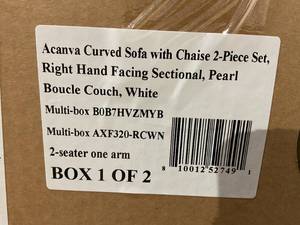 Acanva Curved Sofa with Chaise 2-Piece Set,
Right Hand Facing Sectional, Pearl
Boucle Couch, White
Multi-box B0B7HVZMYB
Multi-box AXF320-RCWN
2-seater one arm
BOX 1 OF 2
8 10012 52749 1